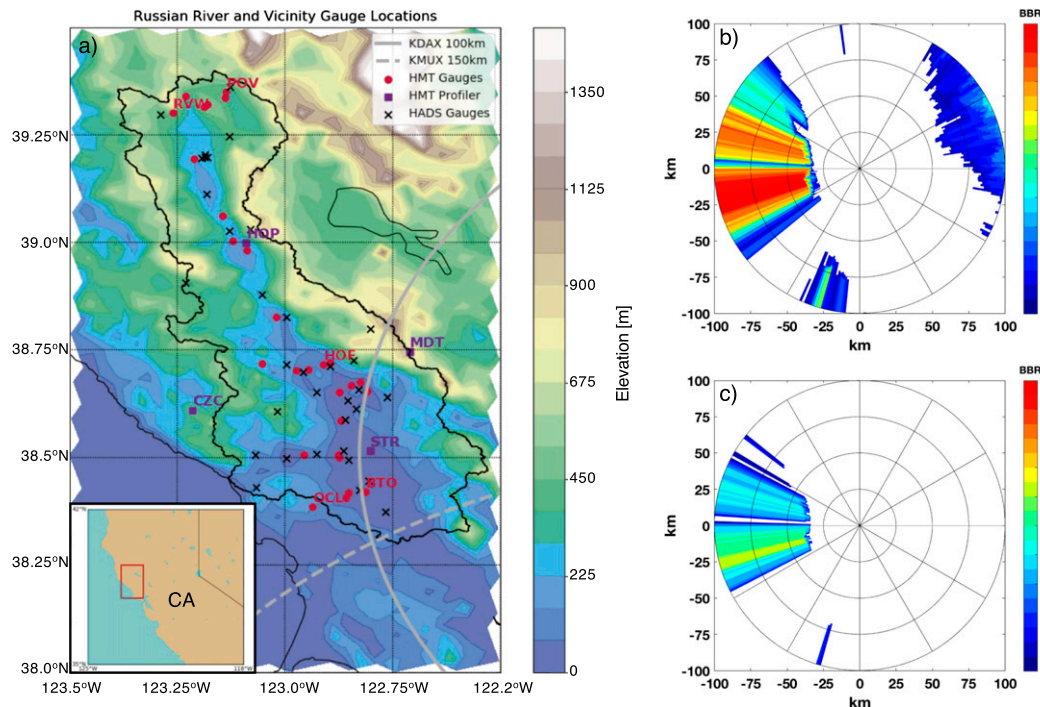 Russian River and Vicinity Gauge Locations
a)
KDAX 100km
KMUX 150km
HMT Gauges
HMT Profiler
HADS Gauges
POV
RVW
HOP
MDT
HOE
CZC
STR
RTO
OCL
39.25°N
39.0°N
38.75°N
38.5°N
38.25°N
38.0°N
123.5°W
123.25°W
123.0°W
122.75°W
122.2°W
42°N
35°N
125°W
118°W
CA
1350
1125
900
675
450
225
0
Elevation [m]
b)
BBR
100
75
50
25
0
-25
-50
-75
-100
km
-100
-75
-50
-25
0
25
50
75
100
km
c)
BBR
100
75
50
25
0
-25
-50
-75
-100
km
-100
-75
-50
-25
0
25
50
75
100
km